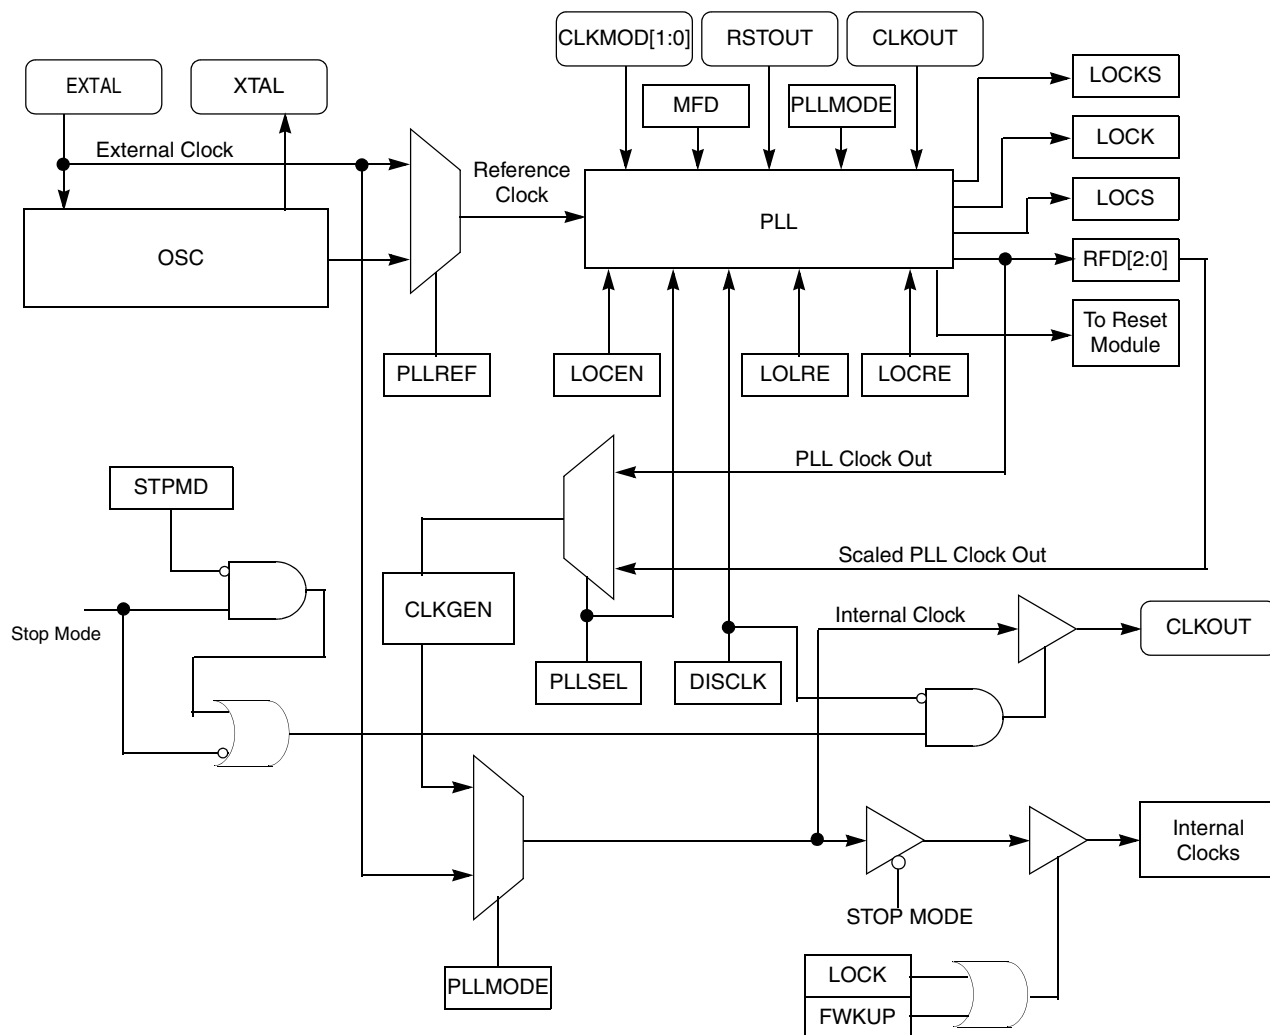 CLKMOD[1:0]
RSTOUT
CLKOUT
EXTAL
XTAL
LOCKS
MFD
PLLMODE
LOCK
External Clock
Reference
Clock
LOCS
PLL
OSC
RFD[2:0]
To Reset
Module
PLLREF
LOCEN
LOLRE
LOCRE
PLL Clock Out
STPMD
Scaled PLL Clock Out
CLKGEN
Internal Clock
CLKOUT
Stop Mode
PLLSEL
DISCLK
Internal
Clocks
STOP MODE
LOCK
PLLMODE
FWKUP